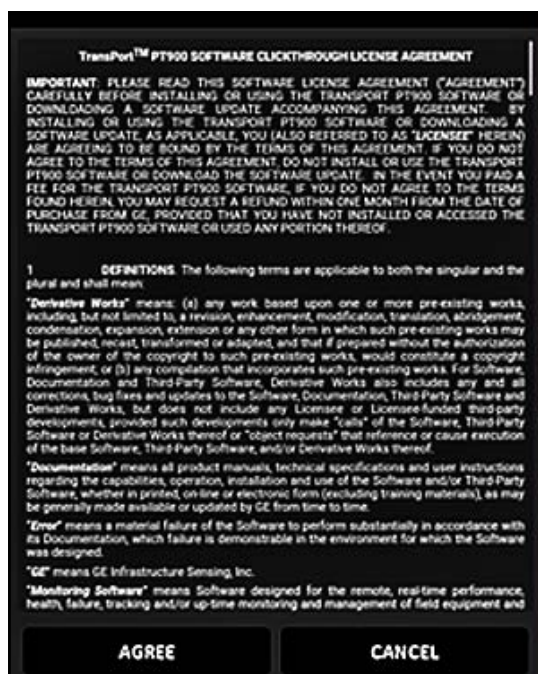 TransPort™ PT900 SOFTWARE CLICKTHROUGH LICENSE AGREEMENT
IMPORTANT: PLEASE READ THIS SOFTWARE LICENSE AGREEMENT ("AGREEMENT")
CAREFULLY BEFORE INSTALLING OR USING THE TRANSPORT PT900 SOFTWARE OR
DOWNLOADING A SOFTWARE UPDATE ACCOMPANYING THIS AGREEMENT. BY
INSTALLING OR USING THE TRANSPORT PT900 SOFTWARE OR DOWNLOADING A
SOFTWARE UPDATE, AS APPLICABLE, YOU (ALSO REFERRED TO AS "LICENSEE" HEREIN)
ARE AGREEING TO BE BOUND BY THE TERMS OF THIS AGREEMENT. IF YOU DO NOT
AGREE TO THE TERMS OF THIS AGREEMENT, DO NOT INSTALL OR USE THE TRANSPORT
PT900 SOFTWARE OR DOWNLOAD THE SOFTWARE UPDATE. IN THE EVENT YOU PAID A
FEE FOR THE TRANSPORT PT900 SOFTWARE, IF YOU DO NOT AGREE TO THE TERMS
FOUND HEREIN, YOU MAY REQUEST A REFUND WITHIN ONE MONTH FROM THE DATE OF
PURCHASE FROM GE, PROVIDED THAT YOU HAVE NOT INSTALLED OR ACCESSED THE
TRANSPORT PT900 SOFTWARE OR USED ANY PORTION THEREOF.
1 DEFINITIONS. The following terms are applicable to both the singular and the
plural and shall mean:
"Derivative Works" means: (a) any work based upon one or more pre-existing works,
including, but not limited to, a revision, enhancement, modification, translation, abridgement,
condensation, expansion, extension or any other form in which such pre-existing works may
be published, recast, transformed or adapted, and that if prepared without the authorization
of the owner of the copyright to such pre-existing works, would constitute a copyright
infringement, or (b) any compilation that incorporates such pre-existing works. For Software,
Documentation and Third-Party Software, Derivative Works also includes any and all
corrections, bug fixes and updates to the Software, Documentation, Third-Party Software and
Derivative Works, but does not include any Licensee or Licensee-funded third-party
developments, provided such developments only make "calls" of the Software, Third-Party
Software or Derivative Works thereof or "object requests" that reference or cause execution
of the base Software, Third-Party Software, and/or Derivative Works thereof.
"Documentation" means all product manuals, technical specifications and user instructions
regarding the capabilities, operation, installation and use of the Software and/or Third-Party
Software, whether in printed, on-line or electronic form (excluding training materials), as may
be generally made available or updated by GE from time to time.
"Error" means a material failure of the Software to perform substantially in accordance with
its Documentation, which failure is demonstrable in the environment for which the Software
was designed.
"GE" means GE Infrastructure Sensing, Inc.
"Monitoring Software" means Software designed for the remote, real-time performance,
health, failure, tracking and/or up-time monitoring and management of field equipment and
AGREE
CANCEL